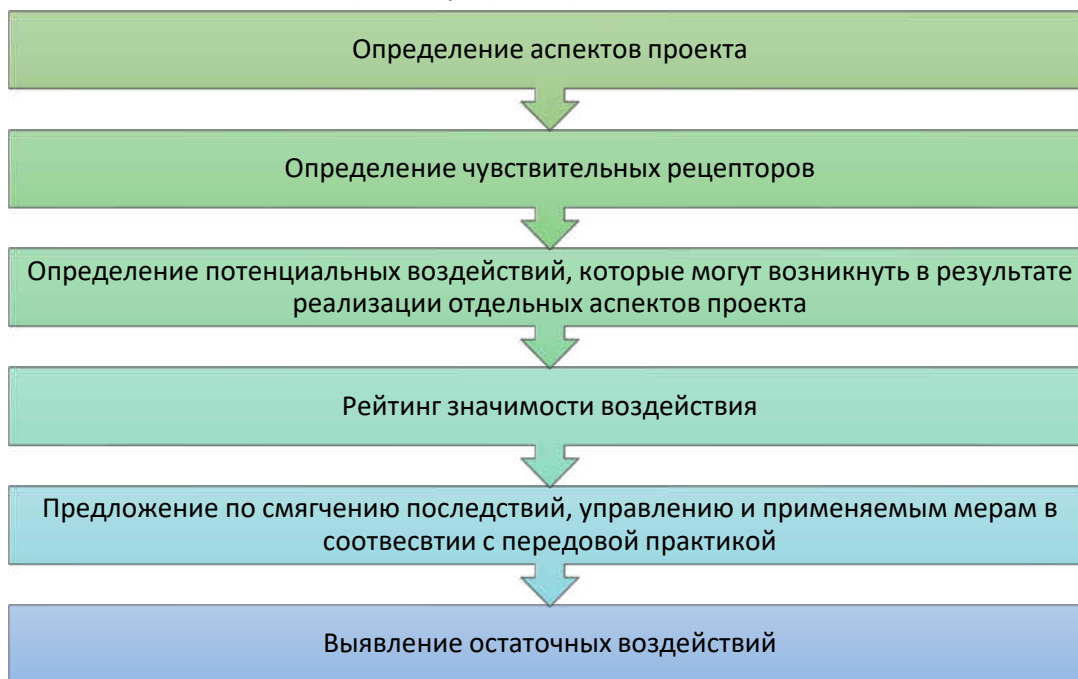 Определение аспектов проекта
Определение чувствительных рецепторов
Определение потенциальных воздействий, которые могут возникнуть в результате
реализации отдельных аспектов проекта
Рейтинг значимости воздействия
Предложение по смягчению последствий, управлению и применяемым мерам в
соотвесвтии с передовой практикой
Выявление остаточных воздействий